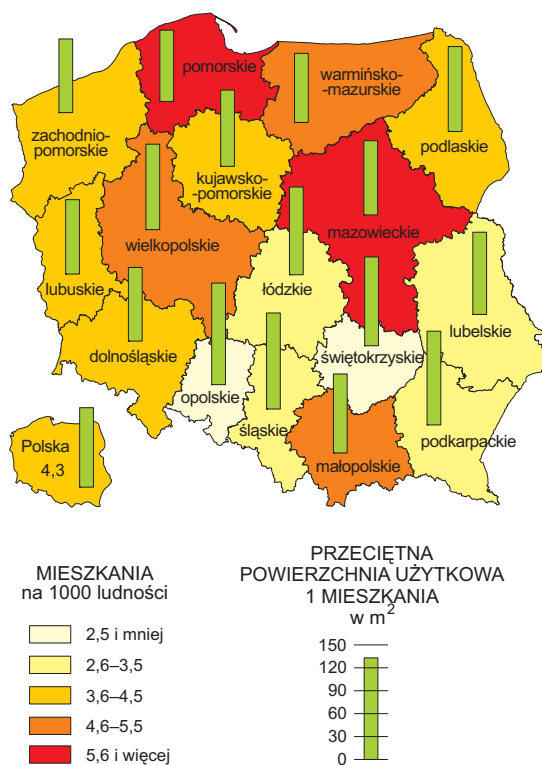 pomorskie
warmińsko-
-mazurskie
zachodnio-
pomorskie
podlaskie
kujawsko-
-pomorskie
wielkopolskie
mazowieckie
lubuskie
łódzkie
lubelskie
dolnośląskie
świętokrzyskie
opolskie
śląskie
podkarpackie
małopolskie
Polska
4,3
MIESZKANIA
na 1000 ludności
2,5 i mniej
2,6–3,5
3,6–4,5
4,6–5,5
5,6 i więcej
PRZECIĘTNA
POWIERZCHNIA UŻYTKOWA
1 MIESZKANIA
w m²
150
120
90
60
30
0